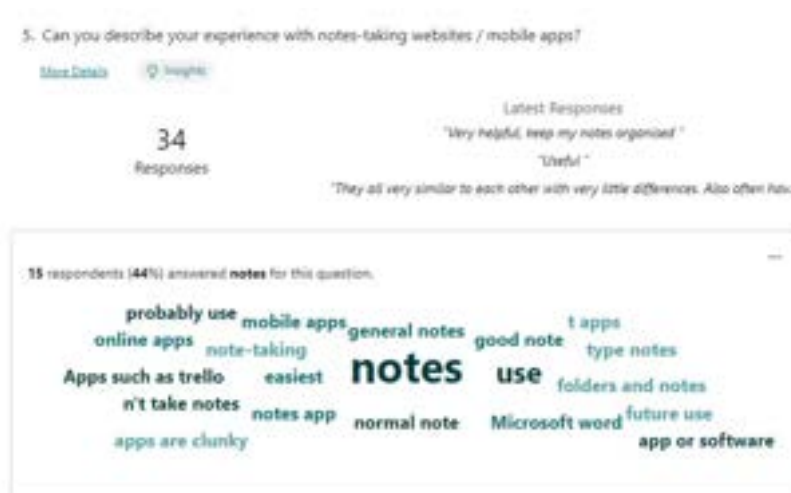 5. Can you describe your experience with notes-taking websites / mobile apps?
More Details
Insights
34
Responses
Latest Responses
"Very helpful, keep my notes organised "
"Useful "
"They all very similar to each other with very little differences. Also often hav
15 respondents (44%) answered notes for this question.
probably use
mobile apps
general notes
t apps
online apps
note-taking
good note
type notes
Apps such as trello
easiest
notes
use
folders and notes
n't take notes
notes app
normal note
Microsoft word
future use
apps are clunky
app or software